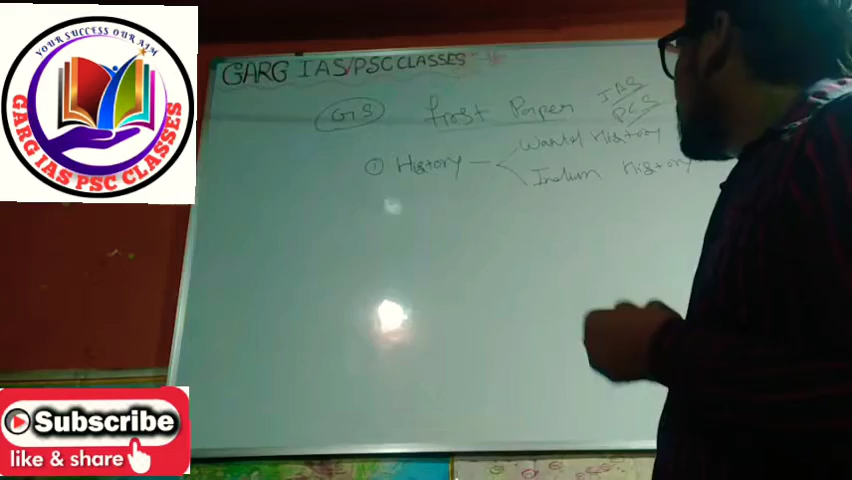 YOUR SUCCESS OUR AIM
GARG IAS PSC CLASSES
GARG IAS/PSC CLASSES
GS frost Paper IAS
PCS
① History World History
Indian History
Subscribe
like & share